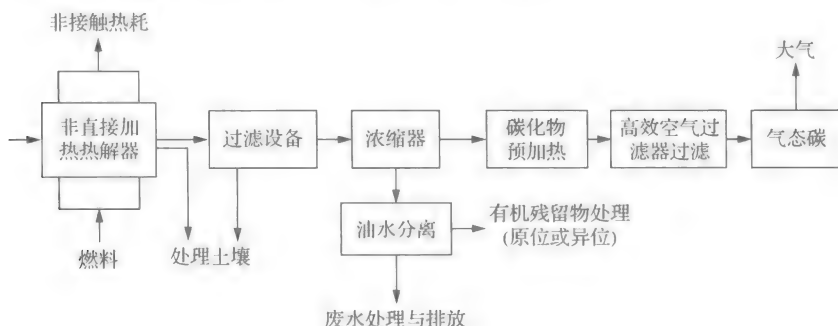 非接触热耗
大气
非直接加
热热解器
过滤设备
浓缩器
碳化物
预加热
高效空气过
滤器过滤
气态碳
燃料
处理土壤
油水分离
有机残留物处理
(原位或异位)
废水处理与排放